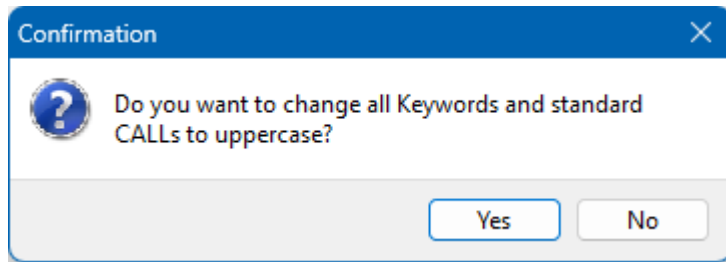 Confirmation
Do you want to change all Keywords and standard
CALLs to uppercase?
Yes
No